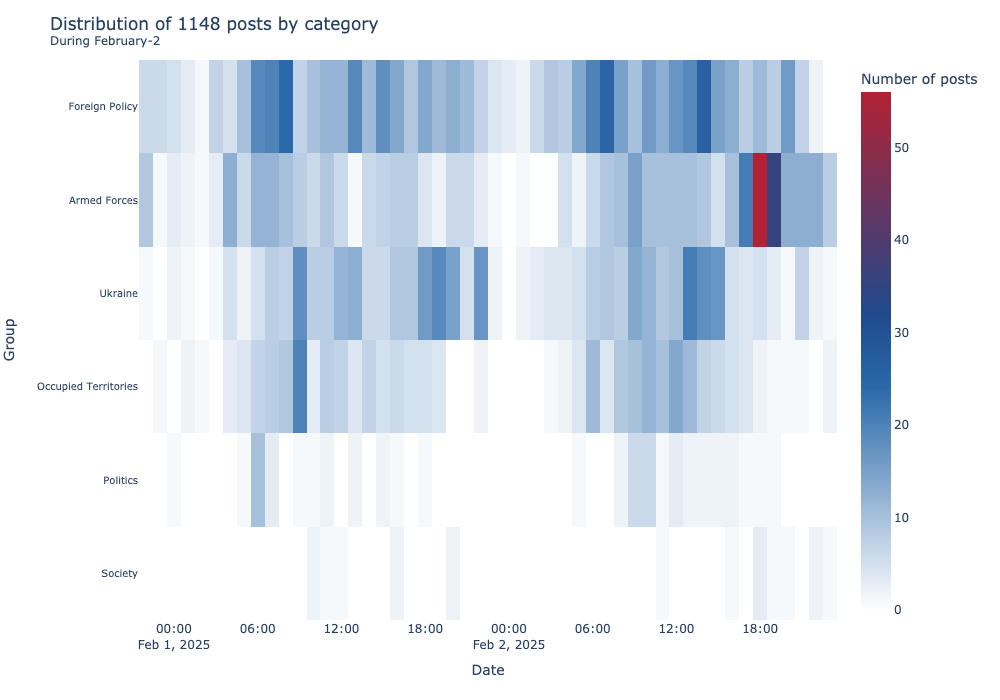 Distribution of 1148 posts by category
During February-2
Number of posts
Foreign Policy
Armed Forces
Ukraine
Occupied Territories
Politics
Society
Group
50
40
30
20
10
0
00:00 06:00 12:00 18:00 00:00 06:00 12:00 18:00
Feb 1, 2025 Feb 2, 2025
Date